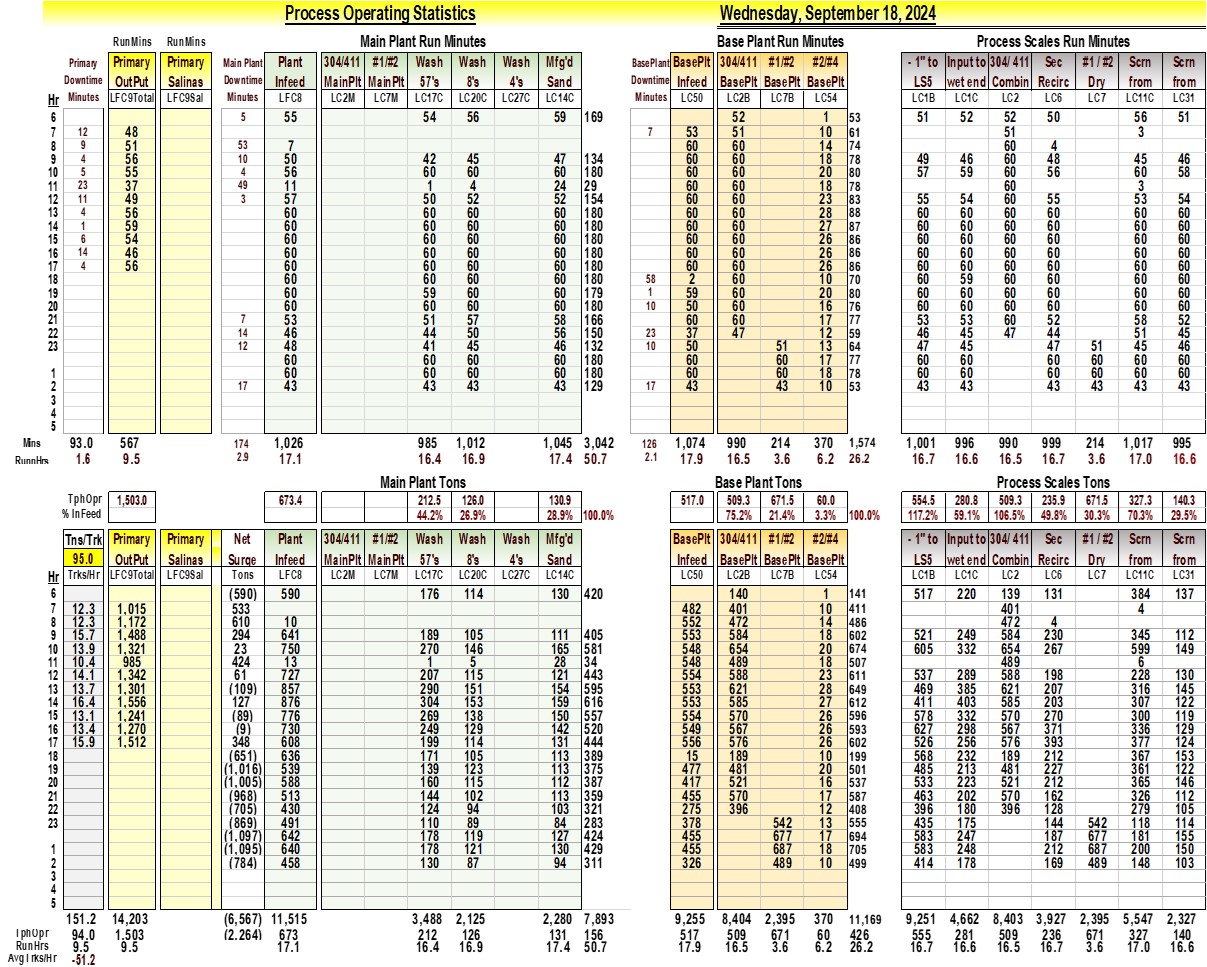 Process Operating Statistics Wednesday, September 18, 2024
RunMins RunMins Main Plant Run Minutes Base Plant Run Minutes Process Scales Run Minutes
Primary Primary Primary Main Plant Plant 304/411 #1/#2 Wash Wash Wash Mfg'd BasePlant BasePlt 304/411 #1/#2 #2/#4 - 1" to Input to 304/ 411 Sec #1 / #2 Scrn Scrn
Downtime OutPut Salinas Downtime Infeed MainPlt MainPlt 57's 8's 4's Sand Downtime Infeed BasePlt BasePlt BasePlt LS5 wet end Combin Recirc Dry from from
Hr Minutes LFC9Total LFC9Sal Minutes LFC8 LC2M LC7M LC17C LC20C LC27C LC14C Minutes LC50 LC2B LC7B LC54 LC1B LC1C LC2 LC6 LC7 LC11C LC31
6 5 55 54 56 59 169 52 1 53 51 52 52 50 56 51
7 12 48 7 53 51 10 61 51 3
8 9 51 53 7 60 60 14 74 60 4
9 4 56 10 50 42 45 47 134 60 60 18 78 49 46 60 48 45 46
10 5 55 4 56 60 60 60 180 60 60 20 80 57 59 60 56 60 58
11 23 37 49 11 1 4 24 29 60 60 18 78 60 3
12 11 49 3 57 50 52 52 154 60 60 23 83 55 54 60 55 53 54
13 4 56 60 60 60 60 180 60 60 28 88 60 60 60 60 60 60
14 1 59 60 60 60 60 180 60 60 27 87 60 60 60 60 60 60
15 6 54 60 60 60 60 180 60 60 26 86 60 60 60 60 60 60
16 14 46 60 60 60 60 180 60 60 26 86 60 60 60 60 60 60
17 4 56 60 60 60 60 180 60 60 26 86 60 60 60 60 60 60
18 60 60 60 60 180 58 2 60 10 70 60 59 60 60 60 60
19 60 59 60 60 179 1 59 60 20 80 60 60 60 60 60 60
20 60 60 60 60 180 10 50 60 16 76 60 60 60 60 60 60
21 7 53 51 57 58 166 60 60 17 77 53 53 60 52 58 52
22 14 46 44 50 56 150 23 37 47 12 59 46 45 47 44 51 45
23 12 48 41 45 46 132 10 50 51 13 64 47 45 47 51 45 46
60 60 60 60 180 60 60 17 77 60 60 60 60 60 60
1 60 60 60 60 180 60 60 18 78 60 60 60 60 60 60
2 17 43 43 43 43 129 17 43 43 10 53 43 43 43 43 43 43
3
4
5
Mins 93.0 567 174 1,026 985 1,012 1,045 3,042 126 1,074 990 214 370 1,574 1,001 996 990 999 214 1,017 995
RunnHrs 1.6 9.5 2.9 17.1 16.4 16.9 17.4 50.7 2.1 17.9 16.5 3.6 6.2 26.2 16.7 16.6 16.5 16.7 3.6 17.0 16.6
Main Plant Tons Base Plant Tons Process Scales Tons
TphOpr 1,503.0 673.4 212.5 126.0 130.9 517.0 509.3 671.5 60.0 554.5 280.8 509.3 235.9 671.5 327.3 140.3
% InFeed 44.2% 26.9% 28.9% 100.0% 75.2% 21.4% 3.3% 100.0% 117.2% 59.1% 106.5% 49.8% 30.3% 70.3% 29.5%
Tns/Trk Primary Primary Net Plant 304/411 #1/#2 Wash Wash Wash Mfg'd BasePlt 304/411 #1/#2 #2/#4 - 1" to Input to 304/ 411 Sec #1 / #2 Scrn Scrn
95.0 OutPut Salinas Surge Infeed MainPlt MainPlt 57's 8's 4's Sand Infeed BasePlt BasePlt BasePlt LS5 wet end Combin Recirc Dry from from
Hr Trks/Hr LFC9Total LFC9Sal Tons LFC8 LC2M LC7M LC17C LC20C LC27C LC14C LC50 LC2B LC7B LC54 LC1B LC1C LC2 LC6 LC7 LC11C LC31
6 (590) 590 176 114 130 420 140 1 141 517 220 139 131 384 137
7 12.3 1,015 533 482 401 10 411 401 4
8 12.3 1,172 610 10 552 472 14 486 472 4
9 15.7 1,488 294 641 189 105 111 405 553 584 18 602 521 249 584 230 345 112
10 13.9 1,321 23 750 270 146 165 581 548 654 20 674 605 332 654 267 599 149
11 10.4 985 424 13 1 5 28 34 548 489 18 507 489 6
12 14.1 1,342 61 727 207 115 121 443 554 588 23 611 537 289 588 198 228 130
13 13.7 1,301 (109) 857 290 151 154 595 553 621 28 649 469 385 621 207 316 145
14 16.4 1,556 127 876 304 153 159 616 553 585 27 612 411 403 585 203 307 122
15 13.1 1,241 (89) 776 269 138 150 557 554 570 26 596 578 332 570 270 300 119
16 13.4 1,270 (9) 730 249 129 142 520 549 567 26 593 627 298 567 371 336 129
17 15.9 1,512 348 608 199 114 131 444 556 576 26 602 526 256 576 393 377 124
18 (651) 636 171 105 113 389 15 189 10 199 568 232 189 212 367 153
19 (1,016) 539 139 123 113 375 477 481 20 501 485 213 481 227 361 122
20 (1,005) 588 160 115 112 387 417 521 16 537 533 223 521 212 365 146
21 (968) 513 144 102 113 359 455 570 17 587 463 202 570 162 326 112
22 (705) 430 124 94 103 321 275 396 12 408 396 180 396 128 279 105
23 (869) 491 110 89 84 283 378 542 13 555 435 175 144 542 118 114
(1,097) 642 178 119 127 424 455 677 17 694 583 247 187 677 181 155
1 (1,095) 640 178 121 130 429 455 687 18 705 583 248 212 687 200 150
2 (784) 458 130 87 94 311 326 489 10 499 414 178 169 489 148 103
3
4
5
151.2 14,203 (6,567) 11,515 3,488 2,125 2,280 7,893 9,255 8,404 2,395 370 11,169 9,251 4,662 8,403 3,927 2,395 5,547 2,327
TphOpr 94.0 1,503 (2,264) 673 212 126 131 156 517 509 671 60 426 555 281 509 236 671 327 140
RunHrs 9.5 9.5 17.1 16.4 16.9 17.4 50.7 17.9 16.5 3.6 6.2 26.2 16.7 16.6 16.5 16.7 3.6 17.0 16.6
AvgTrks/Hr -51.2